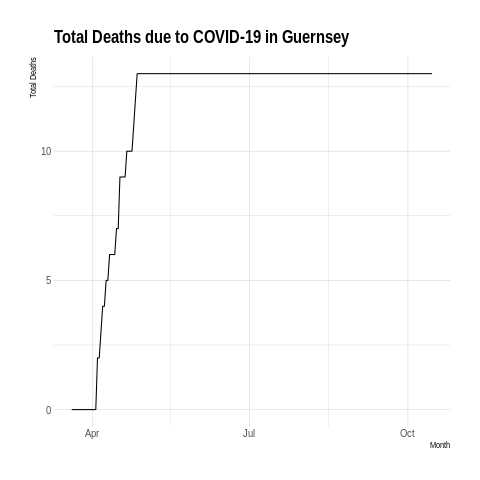 Total Deaths due to COVID-19 in Guernsey
Total Deaths
10
5
0
Apr Jul Oct
Month